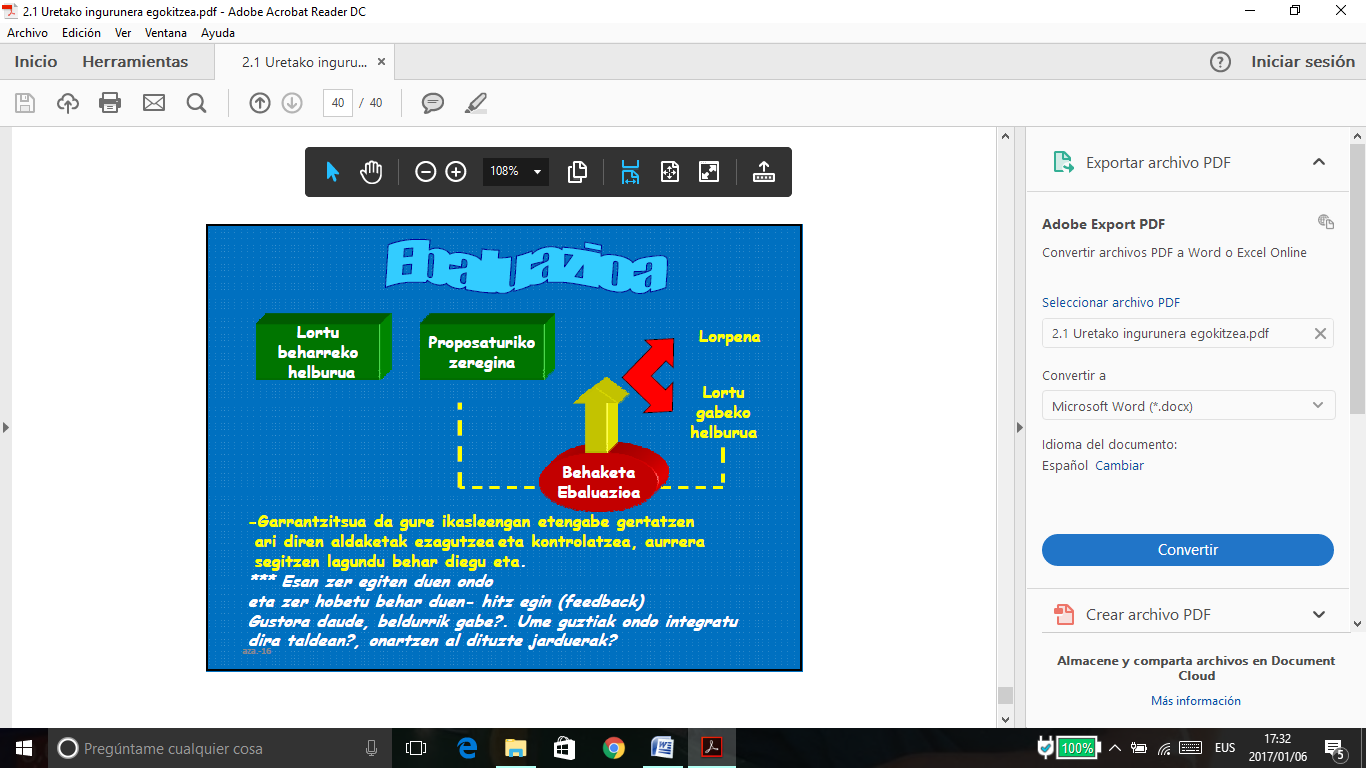 2.1 Uretako ingurunera egokitzea.pdf - Adobe Acrobat Reader DC
Archivo Edición Ver Ventana Ayuda
Inicio Herramientas 2.1 Uretako inguru... × ? Iniciar sesión
40 / 40
108%
Ebaluazioa
Lortu
beharreko
helburua
Proposaturiko
zeregina
Lorpena
Lortu
gabeko
helburua
Behaketa
Ebaluazioa
-Garrantzitsua da gure ikasleengan etengabe gertatzen
ari diren aldaketak ezagutzea eta kontrolatzea, aurrera
segitzen lagundu behar diegu eta.
*** Esan zer egiten duen ondo
eta zer hobetu behar duen- hitz egin (feedback)
Gustora daude, beldurrik gabe?. Ume guztiak ondo integratu
dira taldean?, onartzen al dituzte jarduerak?
aza.-16
Exportar archivo PDF
Adobe Export PDF
Convertir archivos PDF a Word o Excel Online
Seleccionar archivo PDF
2.1 Uretako ingurunera egokitzea.pdf
Convertir a
Microsoft Word (*.docx)
Idioma del documento:
Español Cambiar
Convertir
Crear archivo PDF
Almacene y comparta archivos en Document
Cloud
Más información
Pregúntame cualquier cosa
100%
EUS
17:32
2017/01/06
5